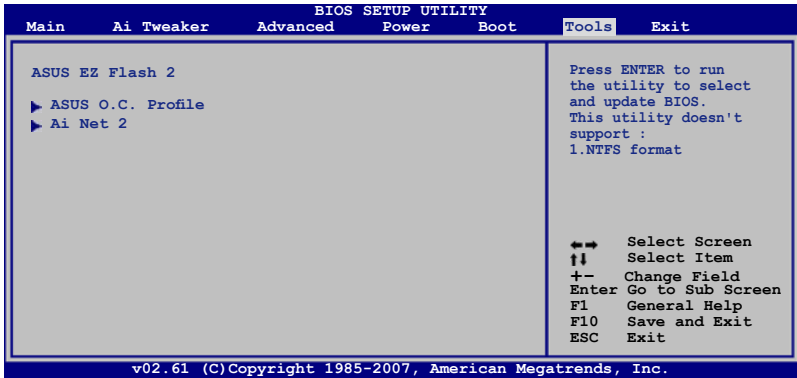 BIOS SETUP UTILITY
Main Ai Tweaker Advanced Power Boot Tools Exit
ASUS EZ Flash 2
ASUS O.C. Profile
Ai Net 2
Press ENTER to run
the utility to select
and update BIOS.
This utility doesn't
support :
1.NTFS format
Select Screen
Select Item
+- Change Field
Enter Go to Sub Screen
F1 General Help
F10 Save and Exit
ESC Exit
v02.61 (C)Copyright 1985-2007, American Megatrends, Inc.